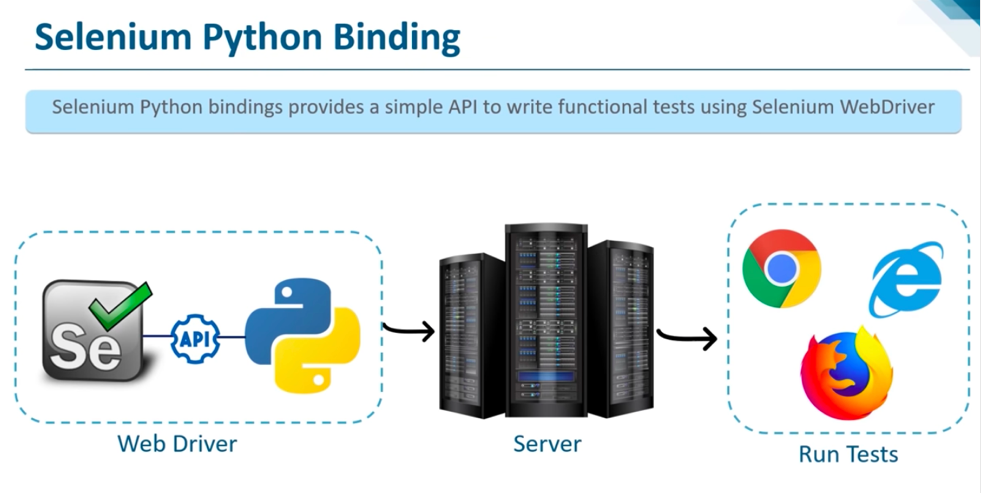 Selenium Python Binding
Selenium Python bindings provides a simple API to write functional tests using Selenium WebDriver
Se
API
Web Driver
Server
Run Tests